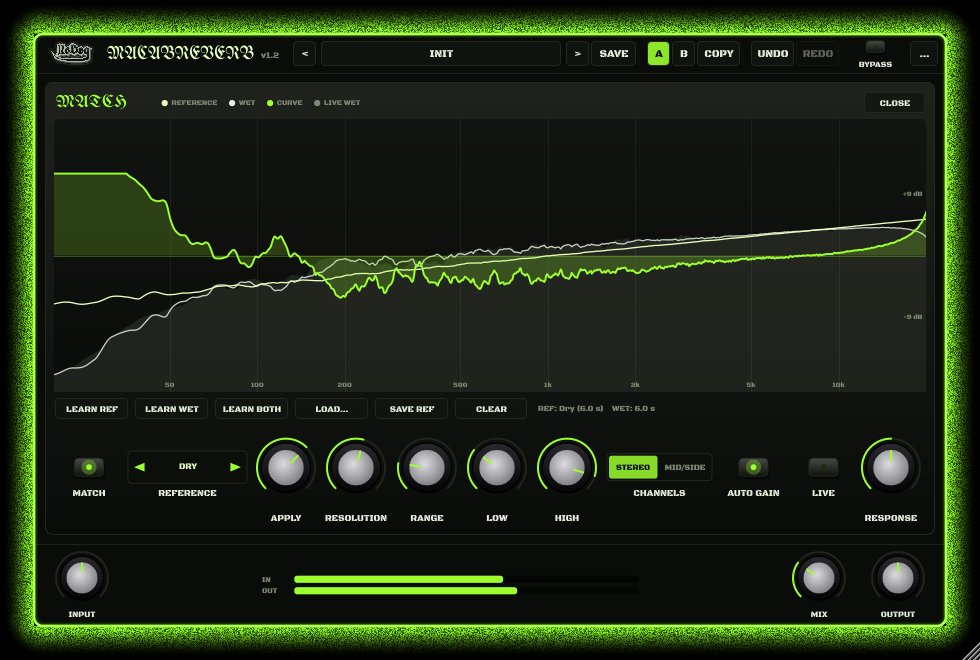 MACABREVERB v1.2 < INIT > SAVE A B COPY UNDO REDO BYPASS ...
MATCH REFERENCE WET CURVE LIVE WET CLOSE
+9 dB
-9 dB
50 100 200 500 1k 2k 5k 10k
LEARN REF LEARN WET LEARN BOTH LOAD... SAVE REF CLEAR REF: Dry (6.0 s) WET: 6.0 s
DRY STEREO MID/SIDE
MATCH REFERENCE CHANNELS AUTO GAIN LIVE
APPLY RESOLUTION RANGE LOW HIGH RESPONSE
IN
OUT
INPUT MIX OUTPUT